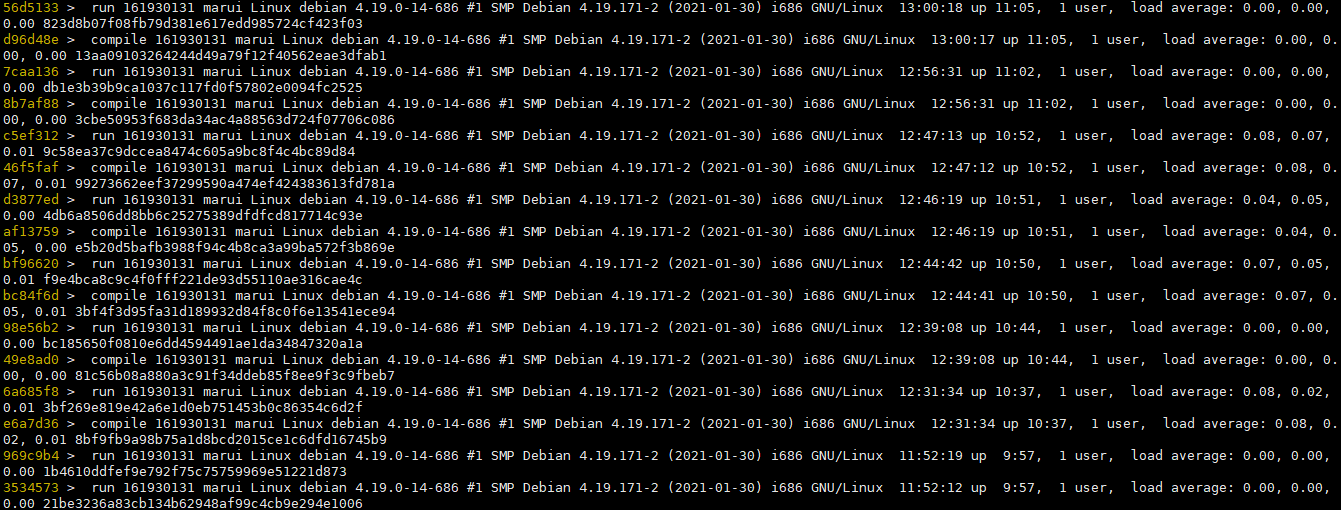 56d5133 >  run 161930131 marui Linux debian 4.19.0-14-686 #1 SMP Debian 4.19.171-2 (2021-01-30) i686 GNU/Linux  13:00:18 up 11:05,  1 user,  load average: 0.00, 0.00,
0.00 823d8b07f08fb79d381e617edd985724cf423f03
d96d48e >  compile 161930131 marui Linux debian 4.19.0-14-686 #1 SMP Debian 4.19.171-2 (2021-01-30) i686 GNU/Linux  13:00:17 up 11:05,  1 user,  load average: 0.00, 0.
00, 0.00 13aa09103264244d49a79f12f40562eae3dfab1
7caa136 >  run 161930131 marui Linux debian 4.19.0-14-686 #1 SMP Debian 4.19.171-2 (2021-01-30) i686 GNU/Linux  12:56:31 up 11:02,  1 user,  load average: 0.00, 0.00,
0.00 db1e3b39b9ca1037c117fd0f57802e0094fc2525
8b7af88 >  compile 161930131 marui Linux debian 4.19.0-14-686 #1 SMP Debian 4.19.171-2 (2021-01-30) i686 GNU/Linux  12:56:31 up 11:02,  1 user,  load average: 0.00, 0.
00, 0.00 3cbe50953f683da34ac4a88563d724f07706c086
c5ef312 >  run 161930131 marui Linux debian 4.19.0-14-686 #1 SMP Debian 4.19.171-2 (2021-01-30) i686 GNU/Linux  12:47:13 up 10:52,  1 user,  load average: 0.08, 0.07,
0.01 9c58ea37c9dccea8474c605a9bc8f4c4bc89d84
46f5faf >  compile 161930131 marui Linux debian 4.19.0-14-686 #1 SMP Debian 4.19.171-2 (2021-01-30) i686 GNU/Linux  12:47:12 up 10:52,  1 user,  load average: 0.08, 0.
07, 0.01 99273662eef37299590a474ef424383613fd781a
d3877ed >  run 161930131 marui Linux debian 4.19.0-14-686 #1 SMP Debian 4.19.171-2 (2021-01-30) i686 GNU/Linux  12:46:19 up 10:51,  1 user,  load average: 0.04, 0.05,
0.00 4db6a8506dd8bb6c25275389dfdfcd817714c93e
af13759 >  compile 161930131 marui Linux debian 4.19.0-14-686 #1 SMP Debian 4.19.171-2 (2021-01-30) i686 GNU/Linux  12:46:19 up 10:51,  1 user,  load average: 0.04, 0.
05, 0.00 e5b20d5bafb3988f94c4b8ca3a99ba572f3b869e
bf96620 >  run 161930131 marui Linux debian 4.19.0-14-686 #1 SMP Debian 4.19.171-2 (2021-01-30) i686 GNU/Linux  12:44:42 up 10:50,  1 user,  load average: 0.07, 0.05,
0.01 f9e4bca8c9c4f0fff221de93d55110ae316cae4c
bc84f6d >  compile 161930131 marui Linux debian 4.19.0-14-686 #1 SMP Debian 4.19.171-2 (2021-01-30) i686 GNU/Linux  12:44:41 up 10:50,  1 user,  load average: 0.07, 0.
05, 0.01 3bf4f3d95fa31d189932d84f8c0f6e13541ece94
98e56b2 >  run 161930131 marui Linux debian 4.19.0-14-686 #1 SMP Debian 4.19.171-2 (2021-01-30) i686 GNU/Linux  12:39:08 up 10:44,  1 user,  load average: 0.00, 0.00,
0.00 bc185650f0810e6dd4594491ae1da34847320a1a
49e8ad0 >  compile 161930131 marui Linux debian 4.19.0-14-686 #1 SMP Debian 4.19.171-2 (2021-01-30) i686 GNU/Linux  12:39:08 up 10:44,  1 user,  load average: 0.00, 0.
00, 0.00 81c56b08a880a3c91f34ddeb85f8ee9f3c9fbeb7
6a685f8 >  run 161930131 marui Linux debian 4.19.0-14-686 #1 SMP Debian 4.19.171-2 (2021-01-30) i686 GNU/Linux  12:31:34 up 10:37,  1 user,  load average: 0.08, 0.02,
0.01 3bf269e819e42a6e1d0eb751453b0c86354c6d2f
e6a7d36 >  compile 161930131 marui Linux debian 4.19.0-14-686 #1 SMP Debian 4.19.171-2 (2021-01-30) i686 GNU/Linux  12:31:34 up 10:37,  1 user,  load average: 0.08, 0.
02, 0.01 8bf9fb9a98b75a1d8bcd2015ce1c6dfd16745b9
969c9b4 >  run 161930131 marui Linux debian 4.19.0-14-686 #1 SMP Debian 4.19.171-2 (2021-01-30) i686 GNU/Linux  11:52:19 up  9:57,  1 user,  load average: 0.00, 0.00,
0.00 1b4610ddfef9e792f75c75759969e51221d873
3534573 >  run 161930131 marui Linux debian 4.19.0-14-686 #1 SMP Debian 4.19.171-2 (2021-01-30) i686 GNU/Linux  11:52:12 up  9:57,  1 user,  load average: 0.00, 0.00,
0.00 21be3236a83cb134b62948af99c4cb9e294e1006